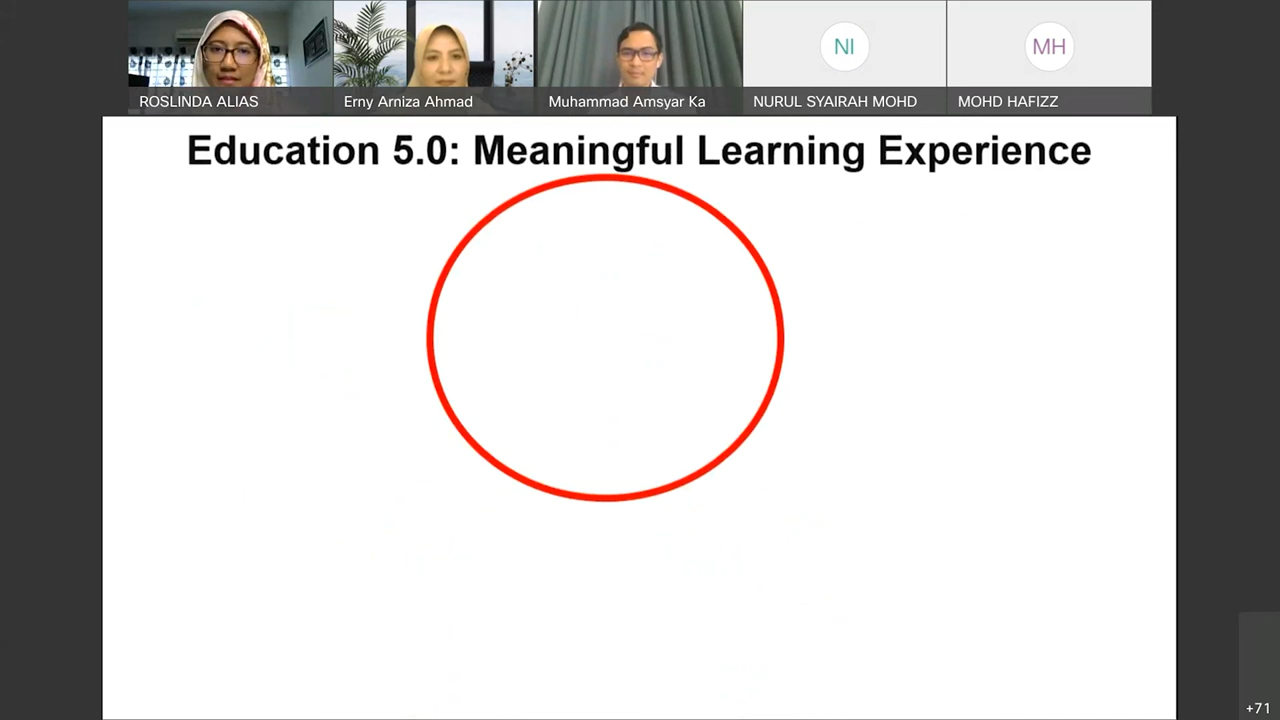 NI
MH
ROSLINDA ALIAS
Erny Arniza Ahmad
Muhammad Amsyar Ka
NURUL SYAIRAH MOHD
MOHD HAFIZZ
Education 5.0: Meaningful Learning Experience
+71